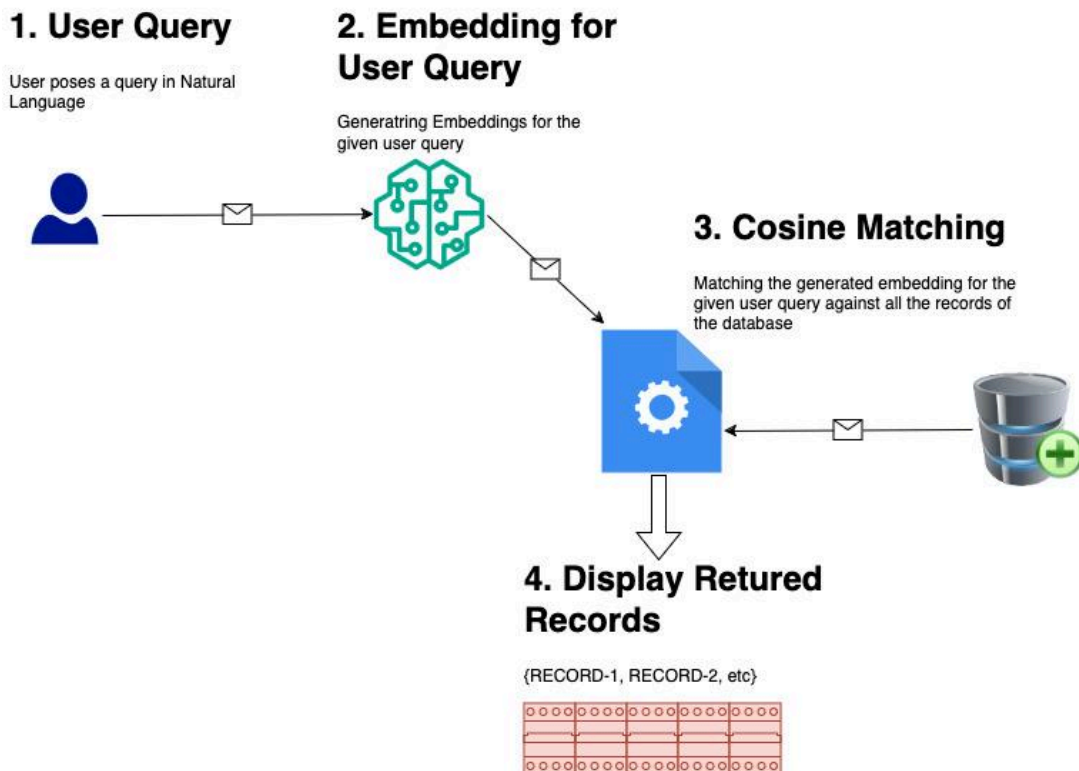 1. User Query
User poses a query in Natural
Language
2. Embedding for
User Query
Generatring Embeddings for the
given user query
3. Cosine Matching
Matching the generated embedding for the
given user query against all the records of
the database
4. Display Retured
Records
{RECORD-1, RECORD-2, etc}